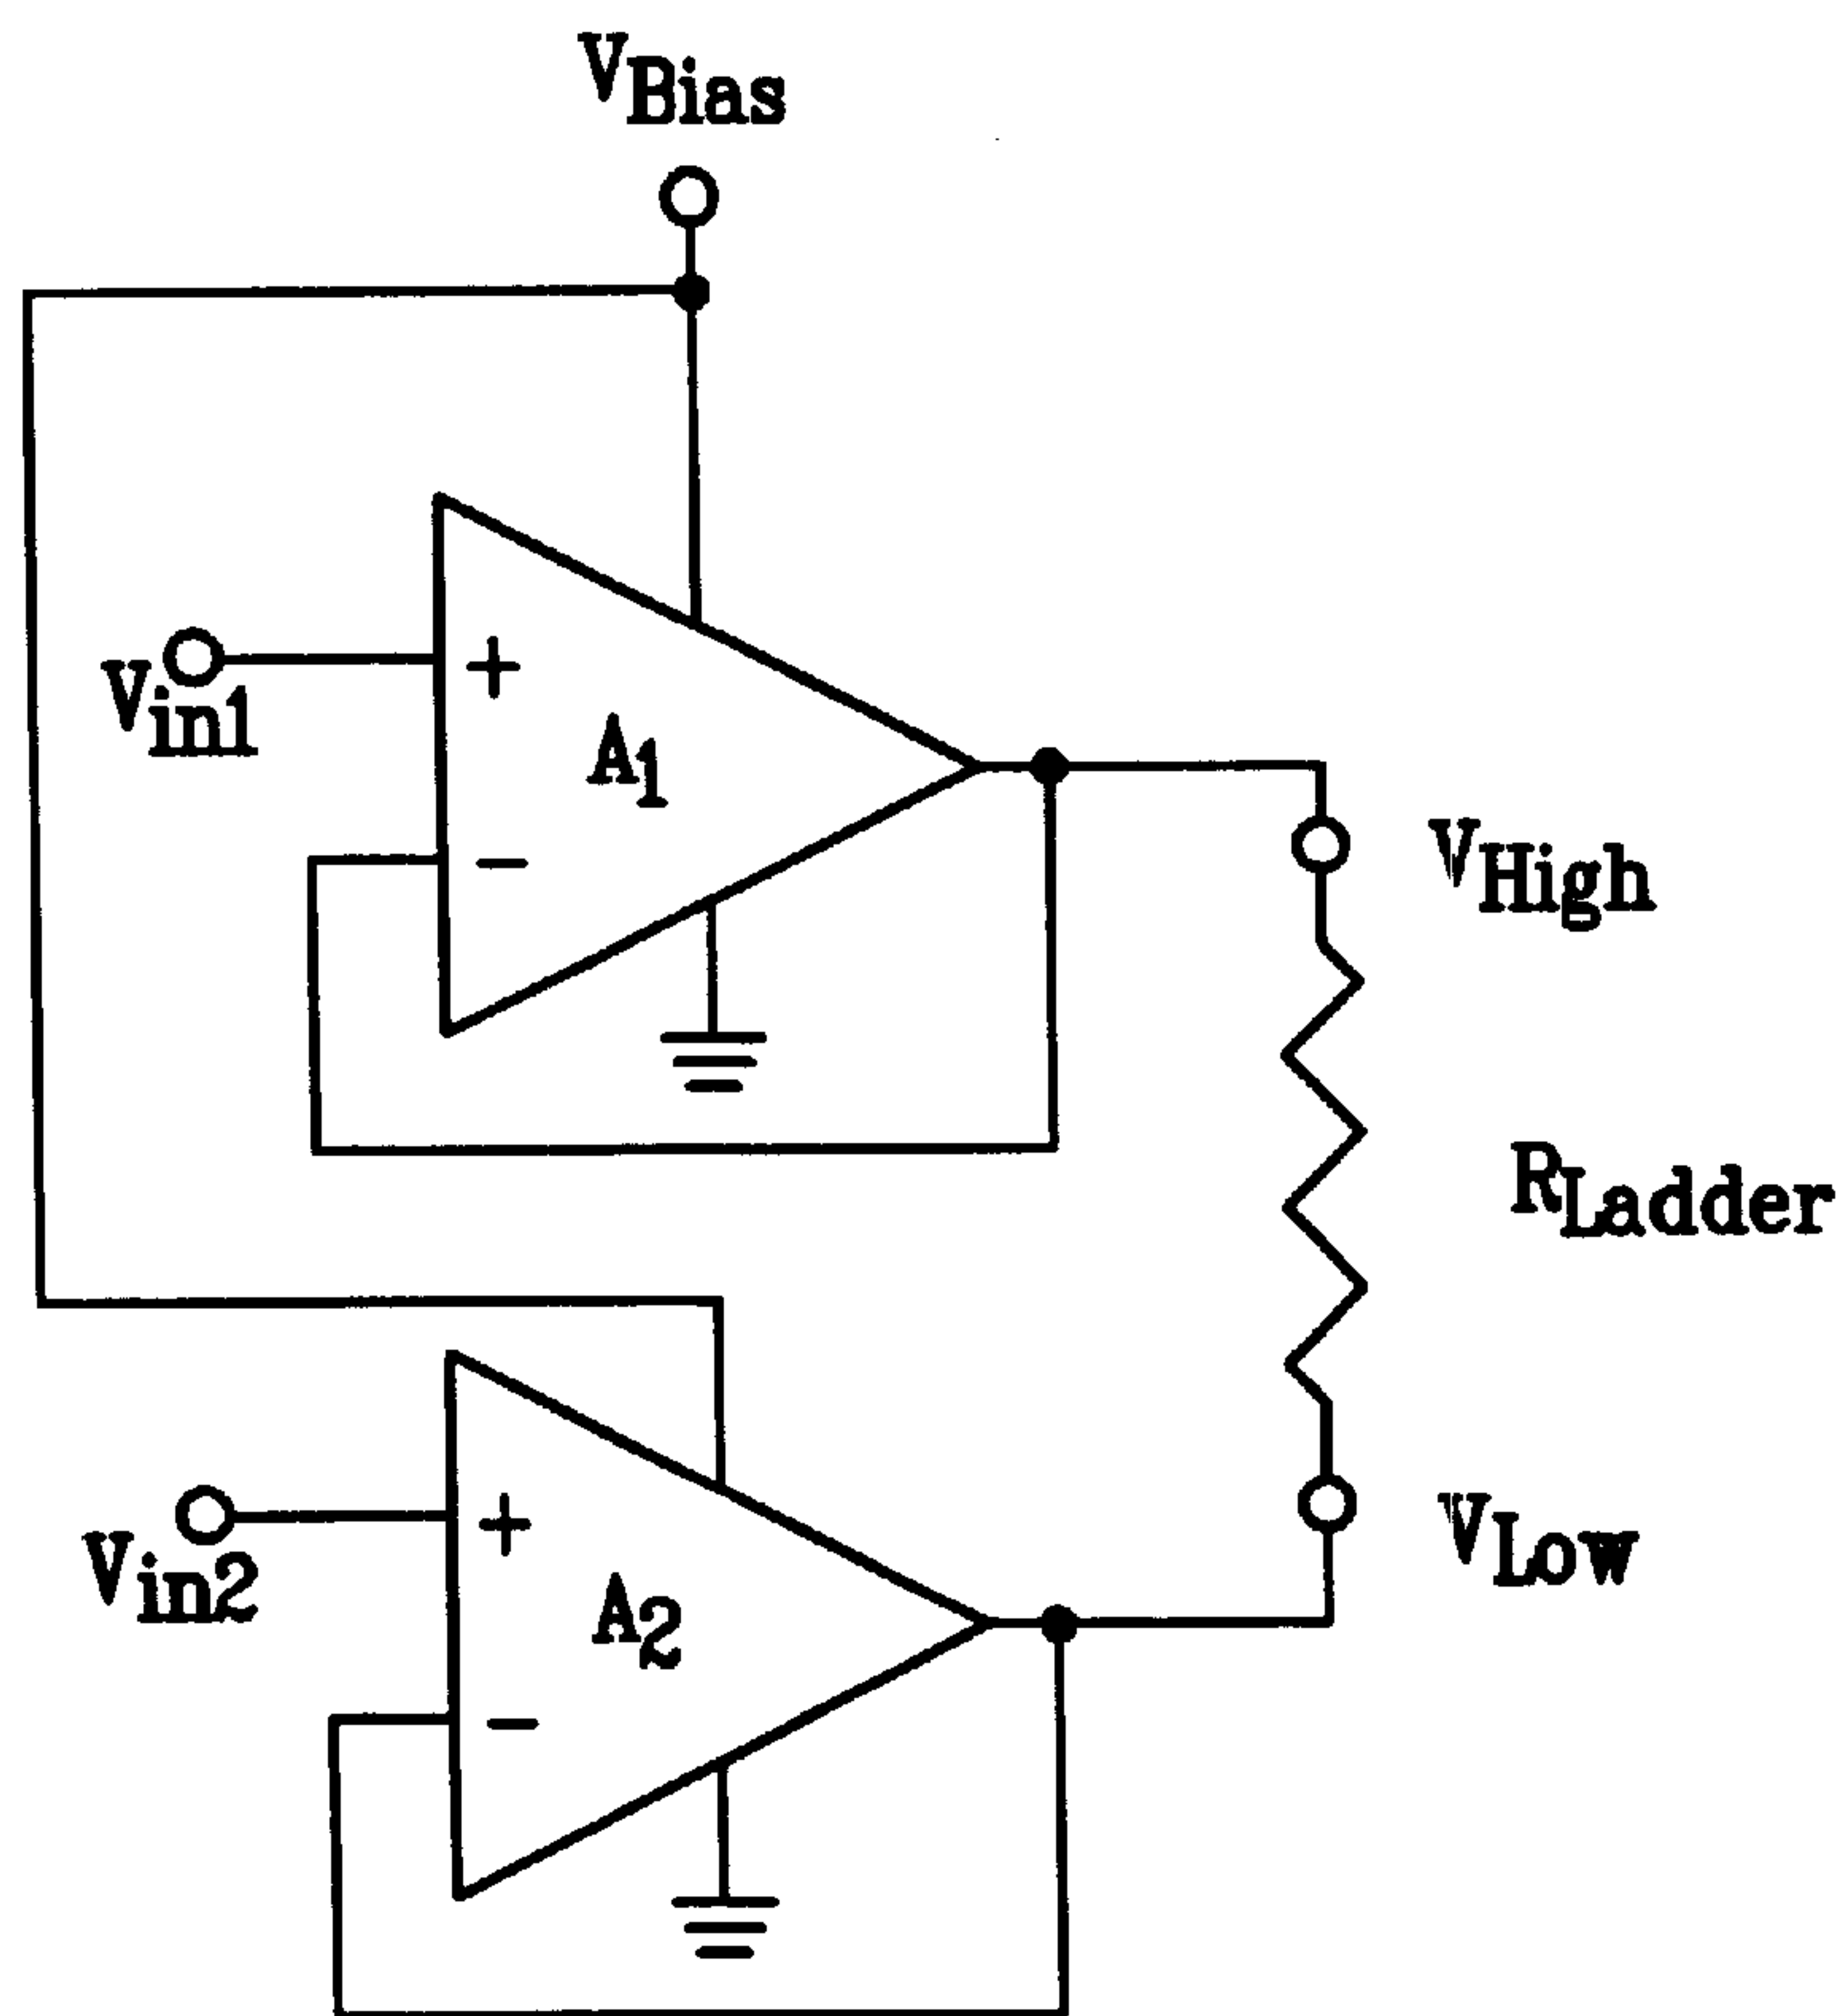 VBias
Vin1
+
A1
−
VHigh
RLadder
Vin2
+
A2
−
VLow